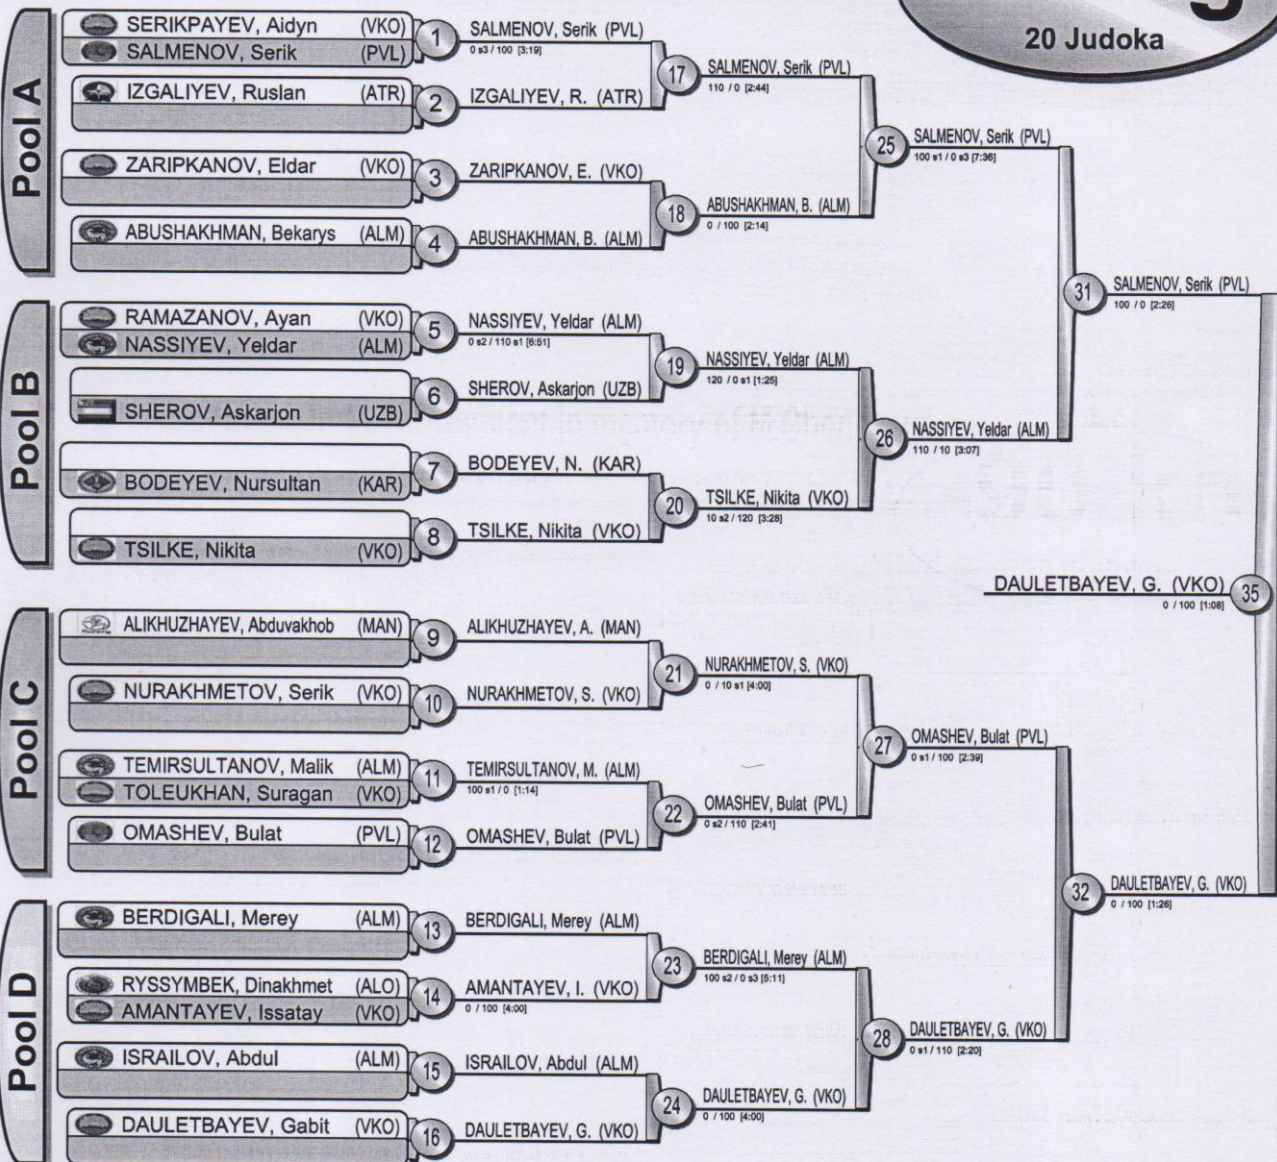 20 Judoka
Pool A
SERIKPAYEV, Aidyn (VKO)
SALMENOV, Serik (PVL)
1
SALMENOV, Serik (PVL)
0 s3 / 100 [3:19]
IZGALIYEV, Ruslan (ATR)
2
IZGALIYEV, R. (ATR)
17
SALMENOV, Serik (PVL)
110 / 0 [2:44]
ZARIPKANOV, Eldar (VKO)
3
ZARIPKANOV, E. (VKO)
ABUSHAKHMAN, Bekarys (ALM)
4
ABUSHAKHMAN, B. (ALM)
18
ABUSHAKHMAN, B. (ALM)
0 / 100 [2:14]
25
SALMENOV, Serik (PVL)
100 s1 / 0 s3 [7:36]
Pool B
RAMAZANOV, Ayan (VKO)
NASSIYEV, Yeldar (ALM)
5
NASSIYEV, Yeldar (ALM)
0 s2 / 110 s1 [6:51]
SHEROV, Askarjon (UZB)
6
SHEROV, Askarjon (UZB)
19
NASSIYEV, Yeldar (ALM)
120 / 0 s1 [1:25]
BODEYEV, Nursultan (KAR)
7
BODEYEV, N. (KAR)
TSILKE, Nikita (VKO)
8
TSILKE, Nikita (VKO)
20
TSILKE, Nikita (VKO)
10 s2 / 120 [3:28]
26
NASSIYEV, Yeldar (ALM)
110 / 10 [3:07]
31
SALMENOV, Serik (PVL)
100 / 0 [2:26]
DAULETBAYEV, G. (VKO)
0 / 100 [1:08]
35
Pool C
ALIKHUZHAYEV, Abduvakhob (MAN)
9
ALIKHUZHAYEV, A. (MAN)
NURAKHMETOV, Serik (VKO)
10
NURAKHMETOV, S. (VKO)
21
NURAKHMETOV, S. (VKO)
0 / 10 s1 [4:00]
TEMIRSULTANOV, Malik (ALM)
TOLEUKHAN, Suragan (VKO)
11
TEMIRSULTANOV, M. (ALM)
100 s1 / 0 [1:14]
OMASHEV, Bulat (PVL)
12
OMASHEV, Bulat (PVL)
22
OMASHEV, Bulat (PVL)
0 s2 / 110 [2:41]
27
OMASHEV, Bulat (PVL)
0 s1 / 100 [2:39]
Pool D
BERDIGALI, Merey (ALM)
13
BERDIGALI, Merey (ALM)
RYSSYMBEK, Dinakhmet (ALO)
AMANTAYEV, Issatay (VKO)
14
AMANTAYEV, I. (VKO)
0 / 100 [4:00]
23
BERDIGALI, Merey (ALM)
100 s2 / 0 s3 [5:11]
ISRAILOV, Abdul (ALM)
15
ISRAILOV, Abdul (ALM)
DAULETBAYEV, Gabit (VKO)
16
DAULETBAYEV, G. (VKO)
24
DAULETBAYEV, G. (VKO)
0 / 100 [4:00]
28
DAULETBAYEV, G. (VKO)
0 s1 / 110 [2:20]
32
DAULETBAYEV, G. (VKO)
0 / 100 [1:26]